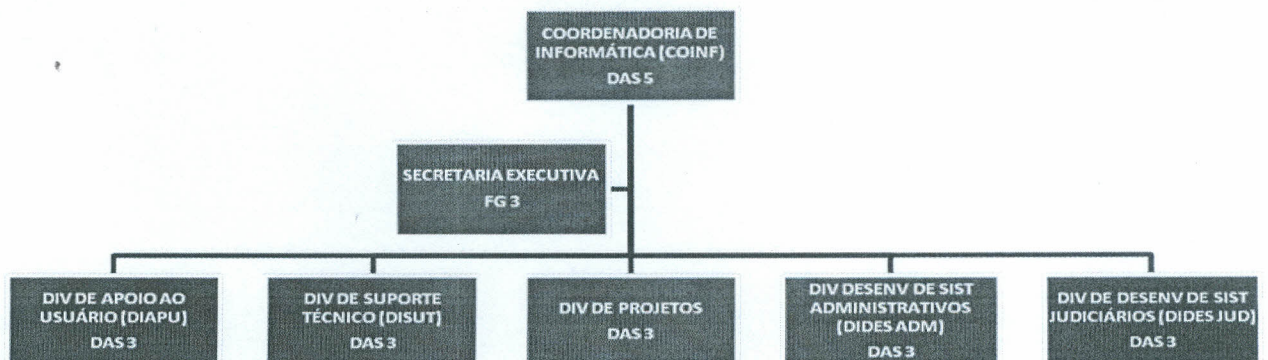 COORDENADORIA DE
INFORMÁTICA (COINF)
DAS 5
SECRETARIA EXECUTIVA
FG 3
DIV DE APOIO AO
USUÁRIO (DIAPU)
DAS 3
DIV DE SUPORTE
TÉCNICO (DISUT)
DAS 3
DIV DE PROJETOS
DAS 3
DIV DESENV DE SIST
ADMINISTRATIVOS
(DIDES ADM)
DAS 3
DIV DE DESENV DE SIST
JUDICIÁRIOS (DIDES JUD)
DAS 3